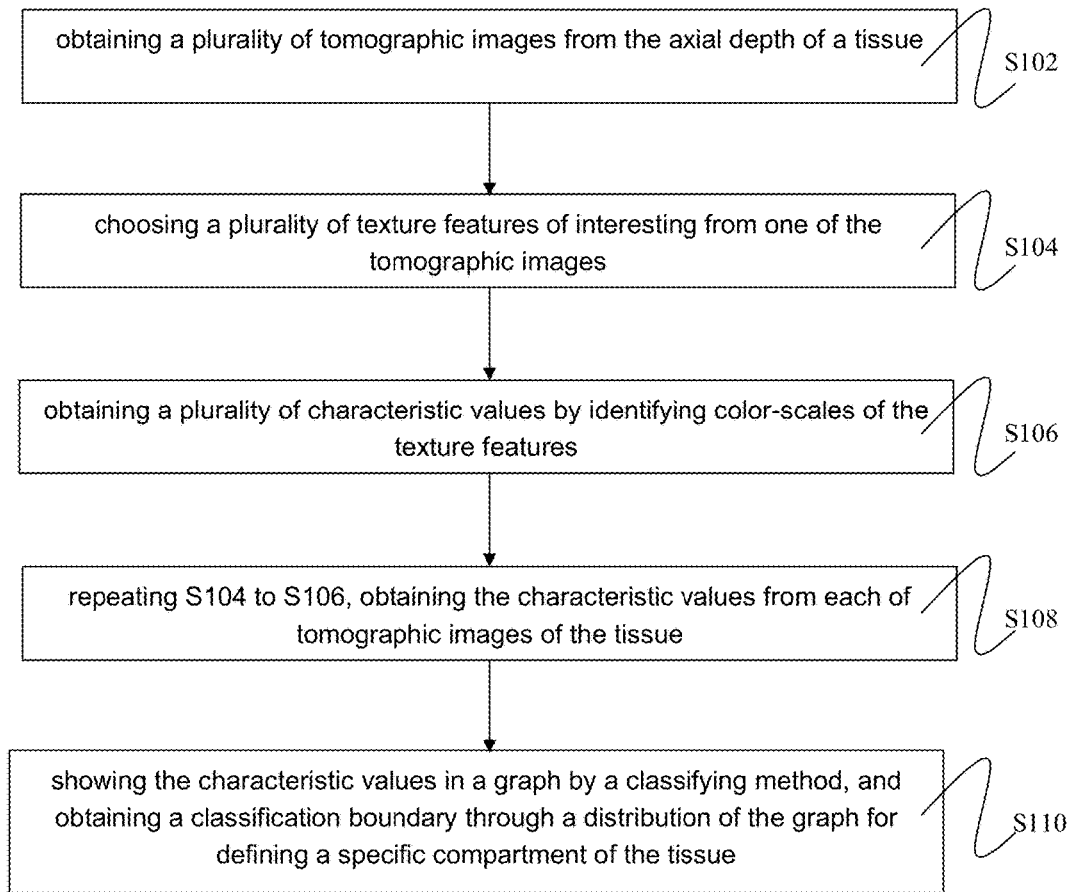 obtaining a plurality of tomographic images from the axial depth of a tissue
S102
choosing a plurality of texture features of interesting from one of the
tomographic images
S104
obtaining a plurality of characteristic values by identifying color-scales of the
texture features
S106
repeating S104 to S106, obtaining the characteristic values from each of
tomographic images of the tissue
S108
showing the characteristic values in a graph by a classifying method, and
obtaining a classification boundary through a distribution of the graph for
defining a specific compartment of the tissue
S110